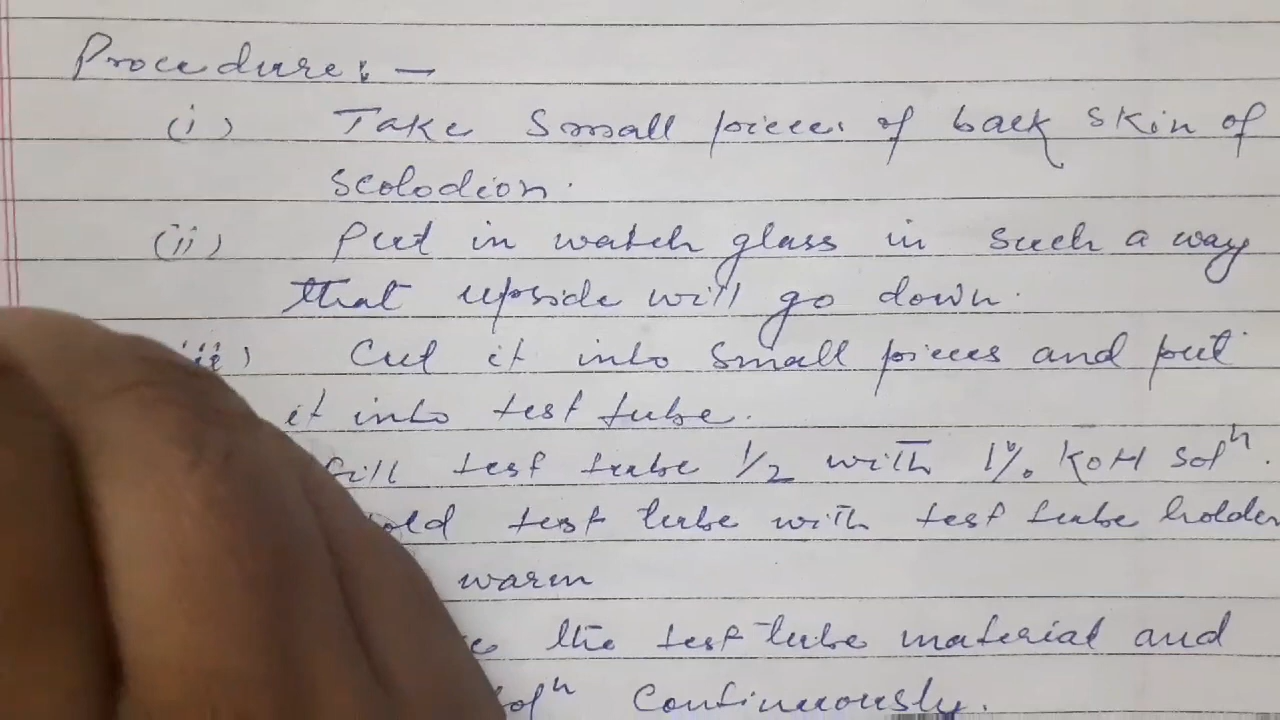 Procedure: —
(i) Take small pieces of back skin of
scolodion.
(ii) Put in watch glass in such a way
that upside will go down.
iii) Cut it into small pieces and put
it into test tube.
fill test tube 1/2 with 1% KOH solⁿ.
test tube with test tube holder
warm
the test tube material and
solⁿ continuously.